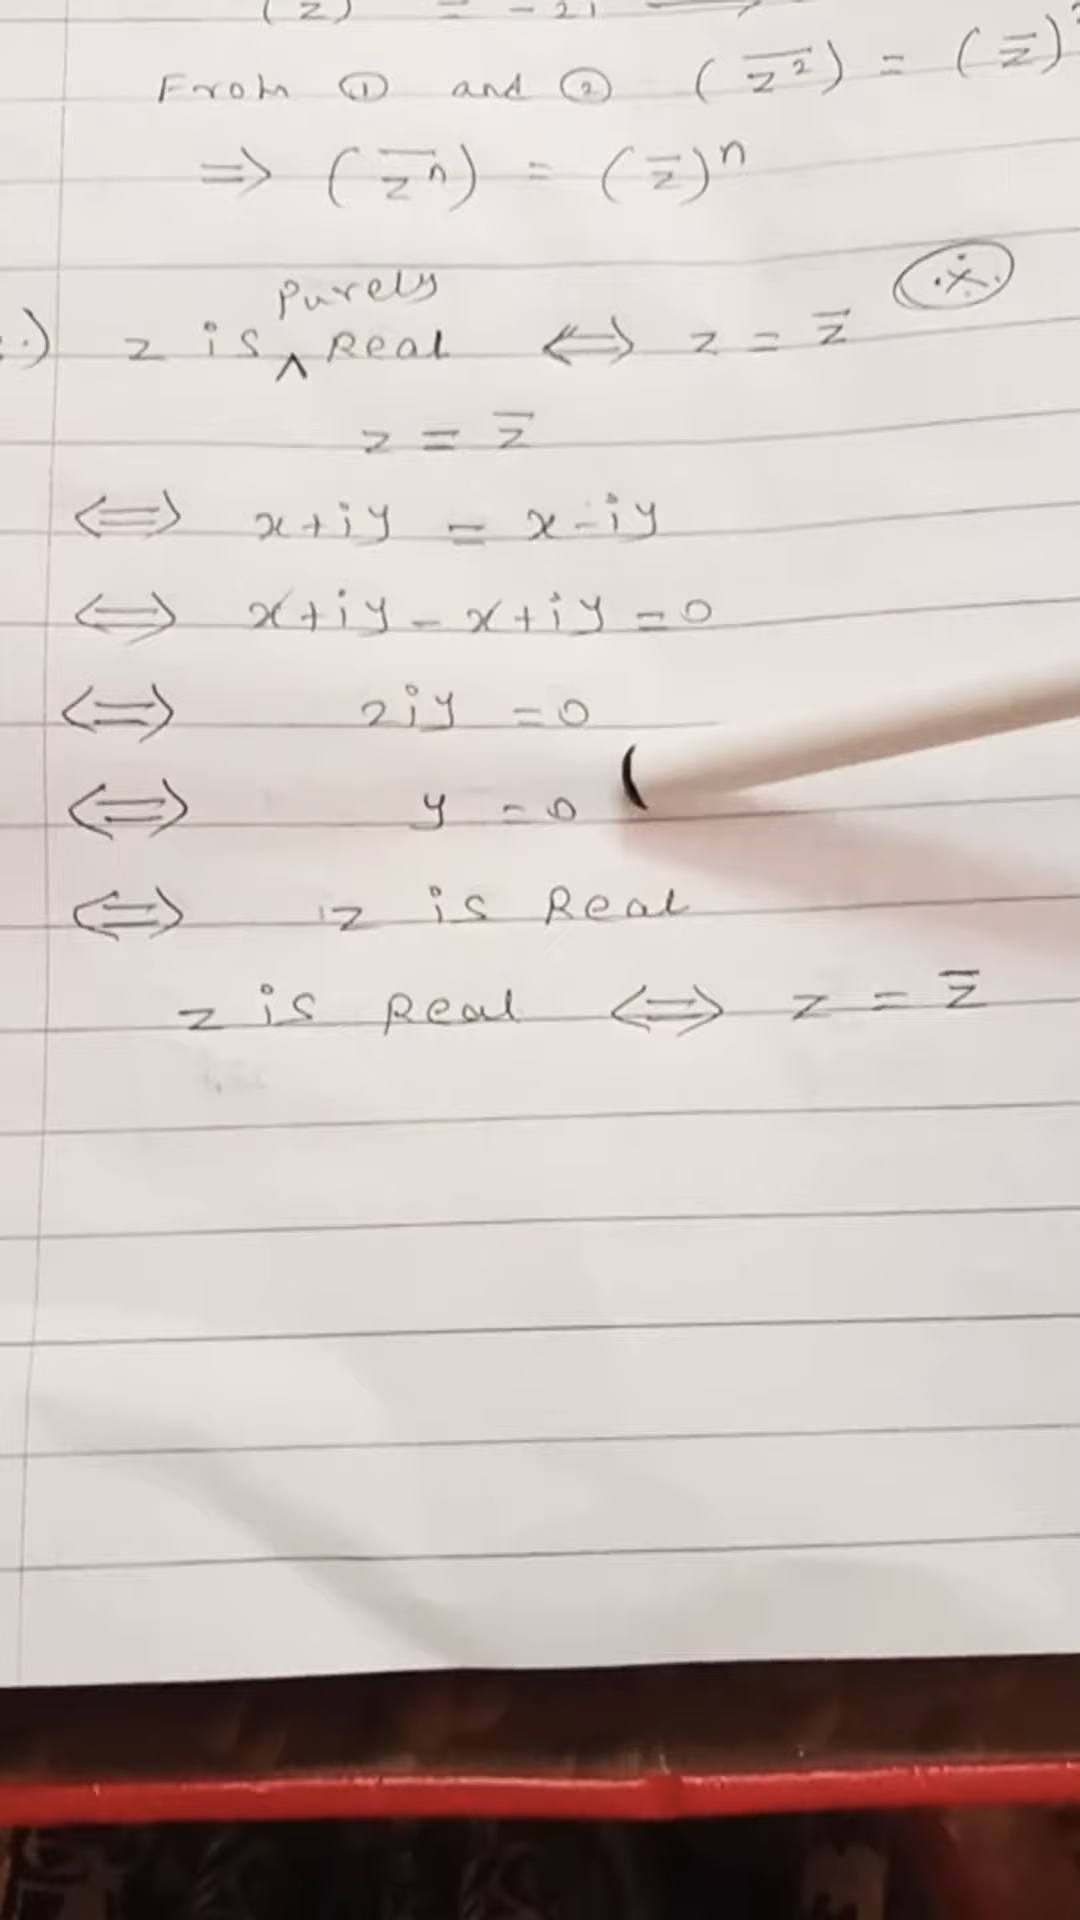 (z) = -2i
From ① and ② (z̅²̅) = (z̅)²
⇒ (z̅ⁿ̅) = (z̅)ⁿ
Purely
z is ^ Real ⇔ z = z̅
z = z̅
⇔ x+iy = x-iy
⇔ x+iy-x+iy=0
⇔ 2iy =0
⇔ y =0
⇔ z is Real
z is Real ⇔ z = z̅